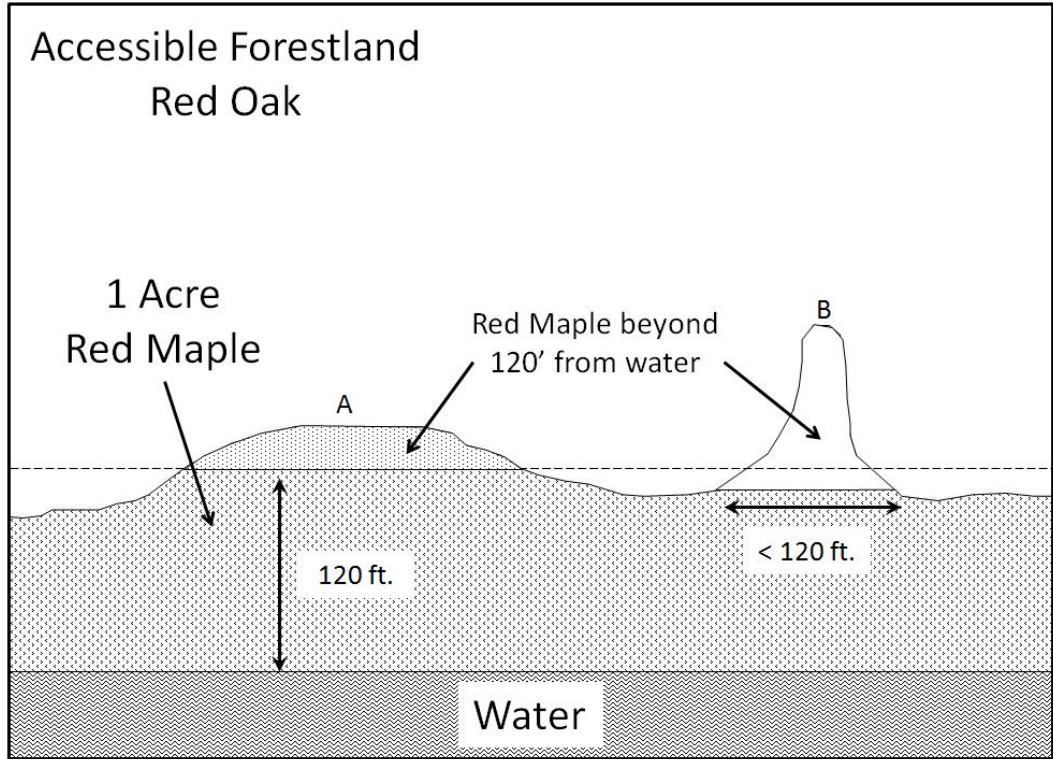 Accessible Forestland
Red Oak
1 Acre
Red Maple
Red Maple beyond
120’ from water
A
B
120 ft.
< 120 ft.
Water